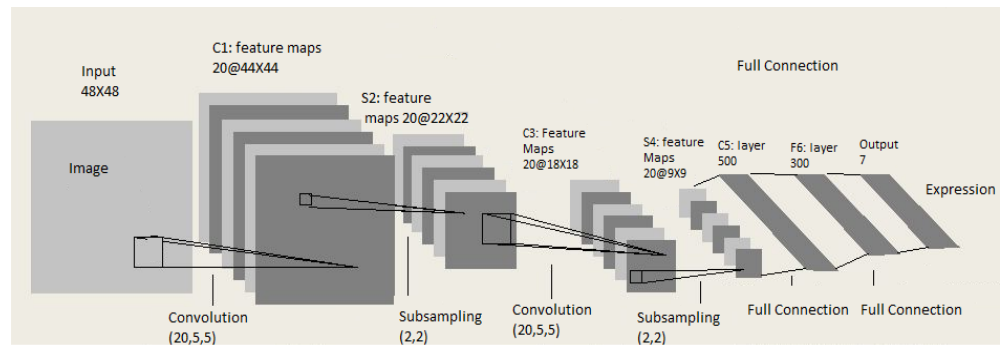 Input
48X48
C1: feature maps
20@44X44
S2: feature
maps 20@22X22
C3: Feature
Maps
20@18X18
Full Connection
S4: feature
Maps
20@9X9
C5: layer
500
F6: layer
300
Output
7
Image
Expression
Convolution
(20,5,5)
Subsampling
(2,2)
Convolution
(20,5,5)
Subsampling
(2,2)
Full Connection
Full Connection